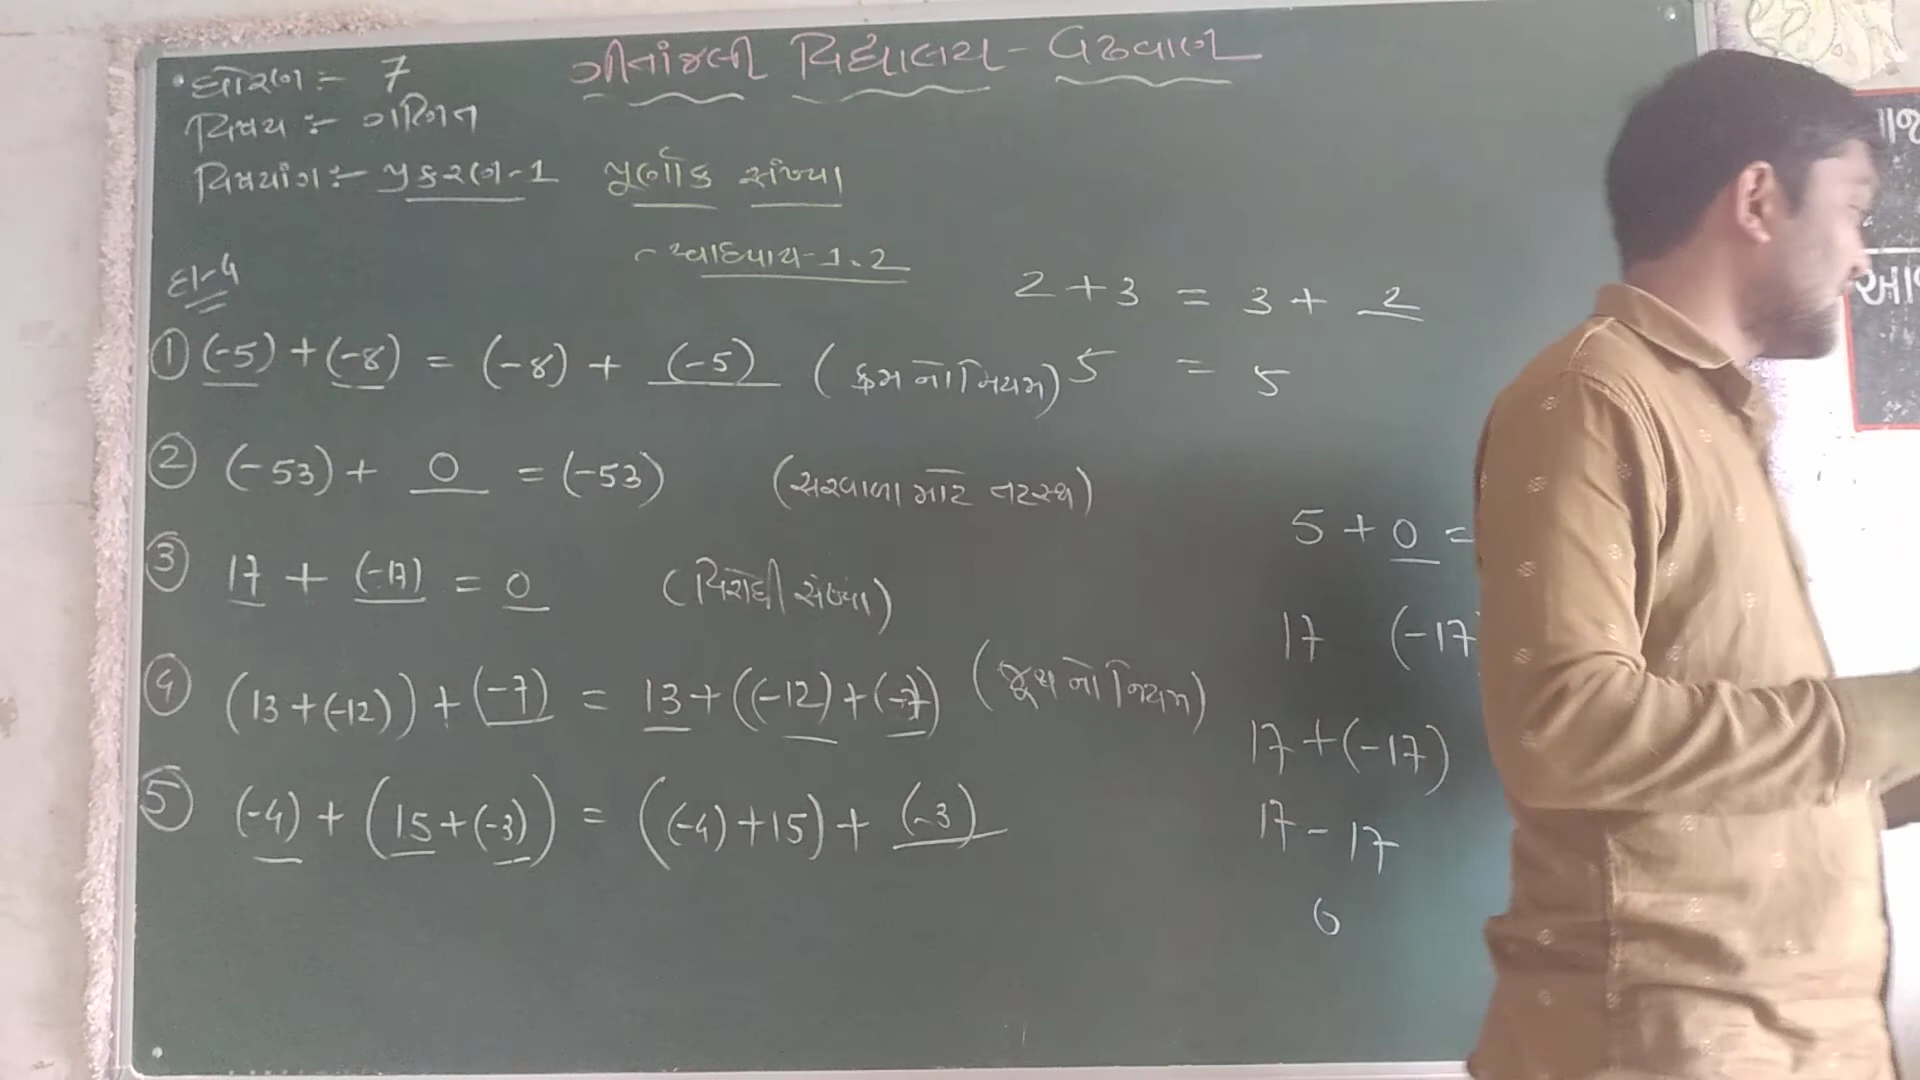 ગીતાંજલી વિદ્યાલય - વઢવાણ
ધોરણ :- 7
વિષય :- ગણિત
વિષયાંગ :- પ્રકરણ-1 પૂર્ણાંક સંખ્યા
સ્વાધ્યાય-1.2
દા-4
① (-5) + (-8) = (-8) + (-5) (ક્રમ નો નિયમ)
② (-53) + 0 = (-53) (સરવાળા માટે તટસ્થ)
③ 17 + (-17) = 0 (વિરોધી સંખ્યા)
④ (13+(-12)) + (-7) = 13 + ((-12) + (-7)) (જૂથ નો નિયમ)
⑤ (-4) + (15+(-3)) = ((-4)+15) + (-3)
2 + 3 = 3 + 2
5 = 5
5 + 0 =
17 (-17
17 + (-17)
17 - 17
0